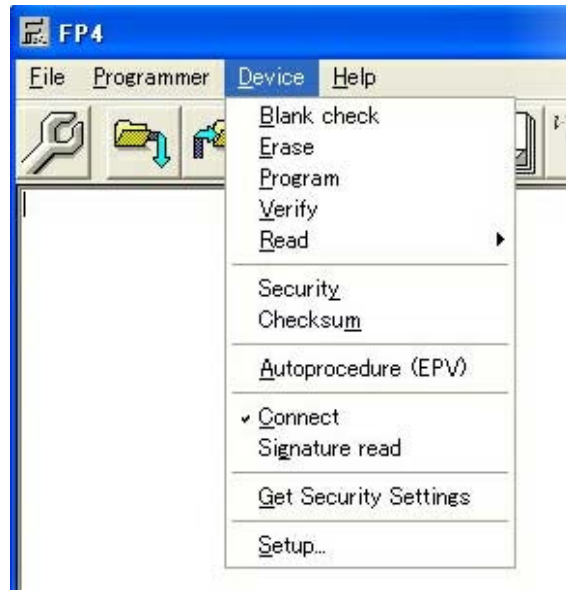 FP4
File Programmer Device Help
Blank check
Erase
Program
Verify
Read
Security
Checksum
Autoprocedure (EPV)
Connect
Signature read
Get Security Settings
Setup...